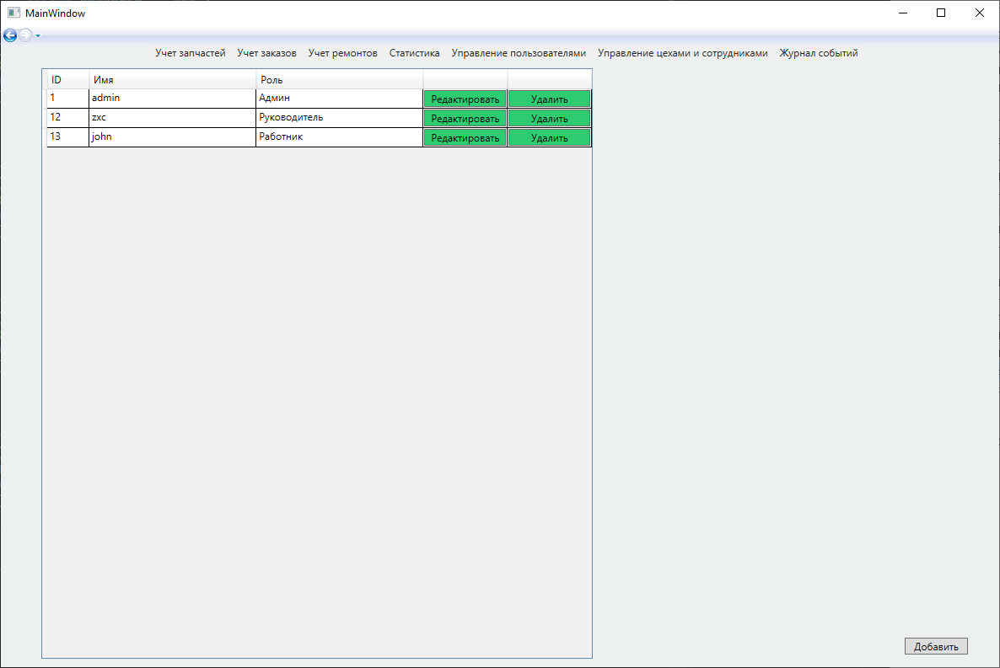 MainWindow
Учет запчастей Учет заказов Учет ремонтов Статистика Управление пользователями Управление цехами и сотрудниками Журнал событий
ID Имя Роль
1 admin Админ Редактировать Удалить
12 zxc Руководитель Редактировать Удалить
13 john Работник Редактировать Удалить
Добавить